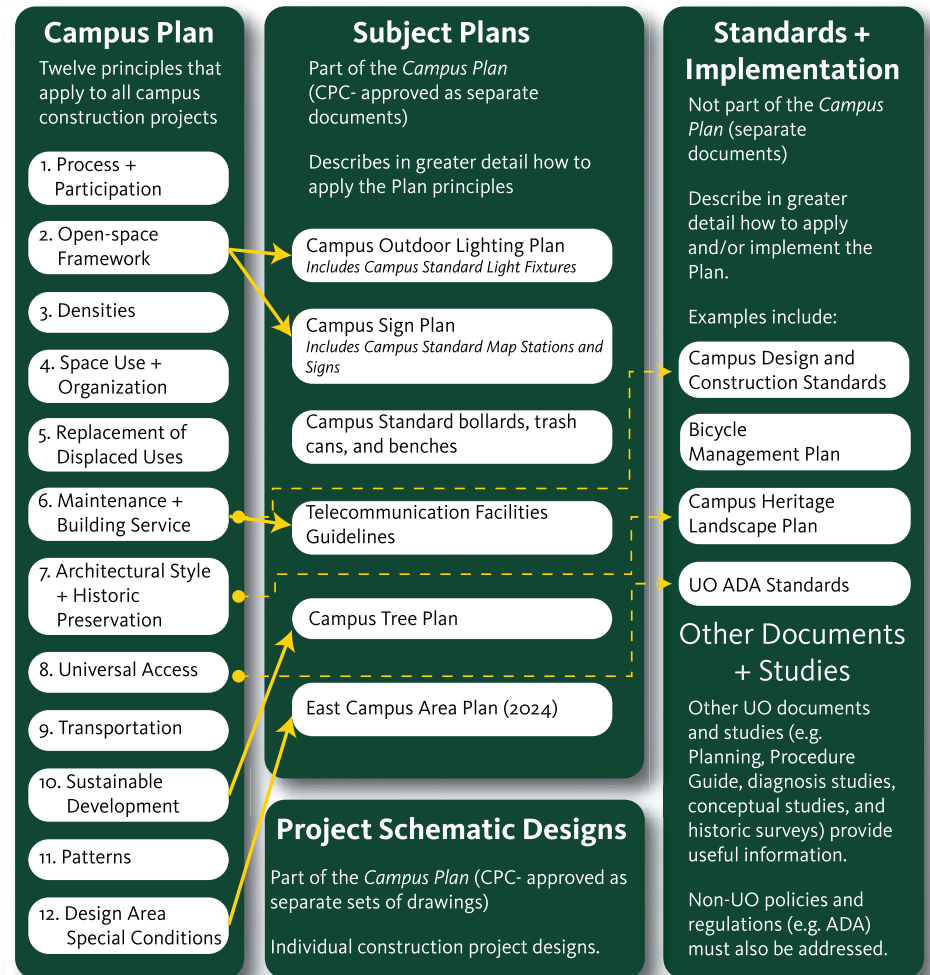 Campus Plan
Twelve principles that
apply to all campus
construction projects
1. Process +
Participation
2. Open-space
Framework
3. Densities
4. Space Use +
Organization
5. Replacement of
Displaced Uses
6. Maintenance +
Building Service
7. Architectural Style
+ Historic
Preservation
8. Universal Access
9. Transportation
10. Sustainable
Development
11. Patterns
12. Design Area
Special Conditions
Subject Plans
Part of the Campus Plan
(CPC- approved as separate
documents)
Describes in greater detail how to
apply the Plan principles
Campus Outdoor Lighting Plan
Includes Campus Standard Light Fixtures
Campus Sign Plan
Includes Campus Standard Map Stations and
Signs
Campus Standard bollards, trash
cans, and benches
Telecommunication Facilities
Guidelines
Campus Tree Plan
East Campus Area Plan (2024)
Project Schematic Designs
Part of the Campus Plan (CPC- approved as
separate sets of drawings)
Individual construction project designs.
Standards +
Implementation
Not part of the Campus
Plan (separate
documents)
Describe in greater
detail how to apply
and/or implement the
Plan.
Examples include:
Campus Design and
Construction Standards
Bicycle
Management Plan
Campus Heritage
Landscape Plan
UO ADA Standards
Other Documents
+ Studies
Other UO documents
and studies (e.g.
Planning, Procedure
Guide, diagnosis studies,
conceptual studies, and
historic surveys) provide
useful information.
Non-UO policies and
regulations (e.g. ADA)
must also be addressed.